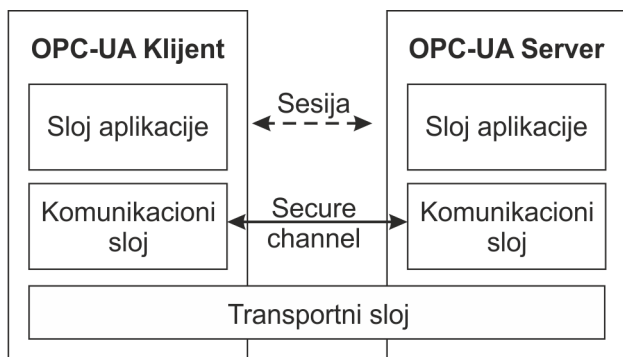 OPC-UA Klijent
OPC-UA Server
Sloj aplikacije
Sesija
Sloj aplikacije
Komunikacioni
sloj
Secure
channel
Komunikacioni
sloj
Transportni sloj